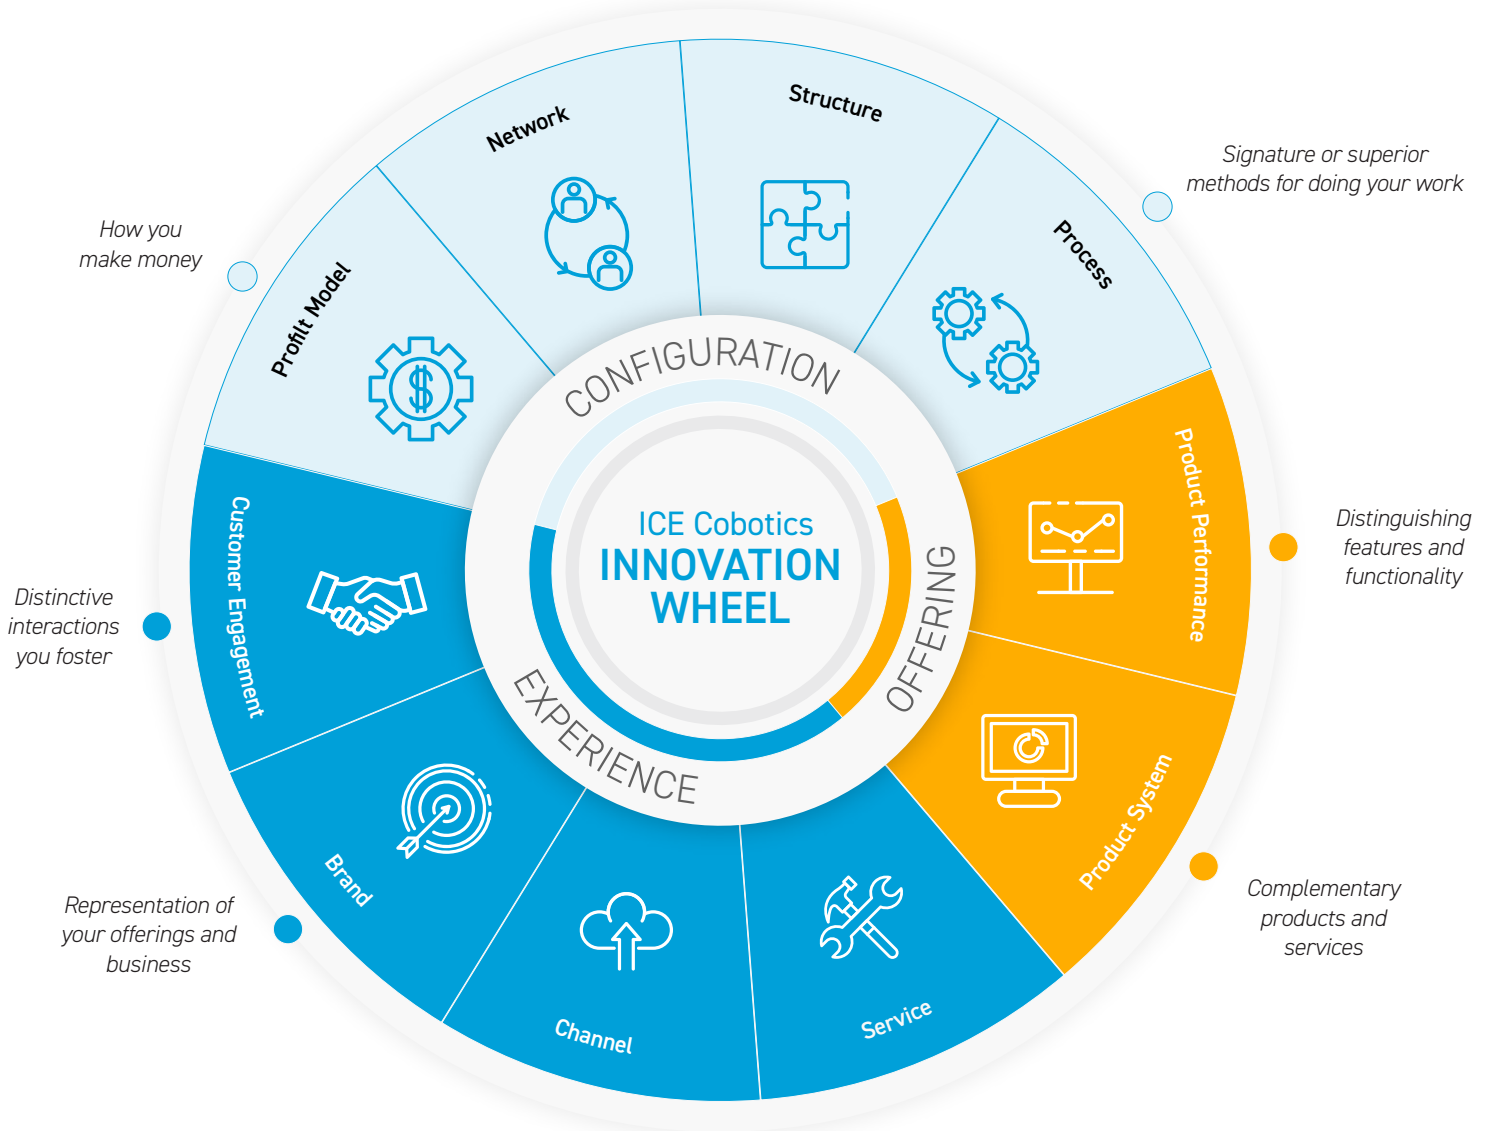 Network
Structure
Process
Signature or superior
methods for doing your work
How you
make money
Profilt Model
CONFIGURATION
Product Performance
Distinguishing
features and
functionality
Customer Engagement
Distinctive
interactions
you foster
ICE Cobotics
INNOVATION
WHEEL
OFFERING
EXPERIENCE
Product System
Complementary
products and
services
Brand
Representation of
your offerings and
business
Channel
Service